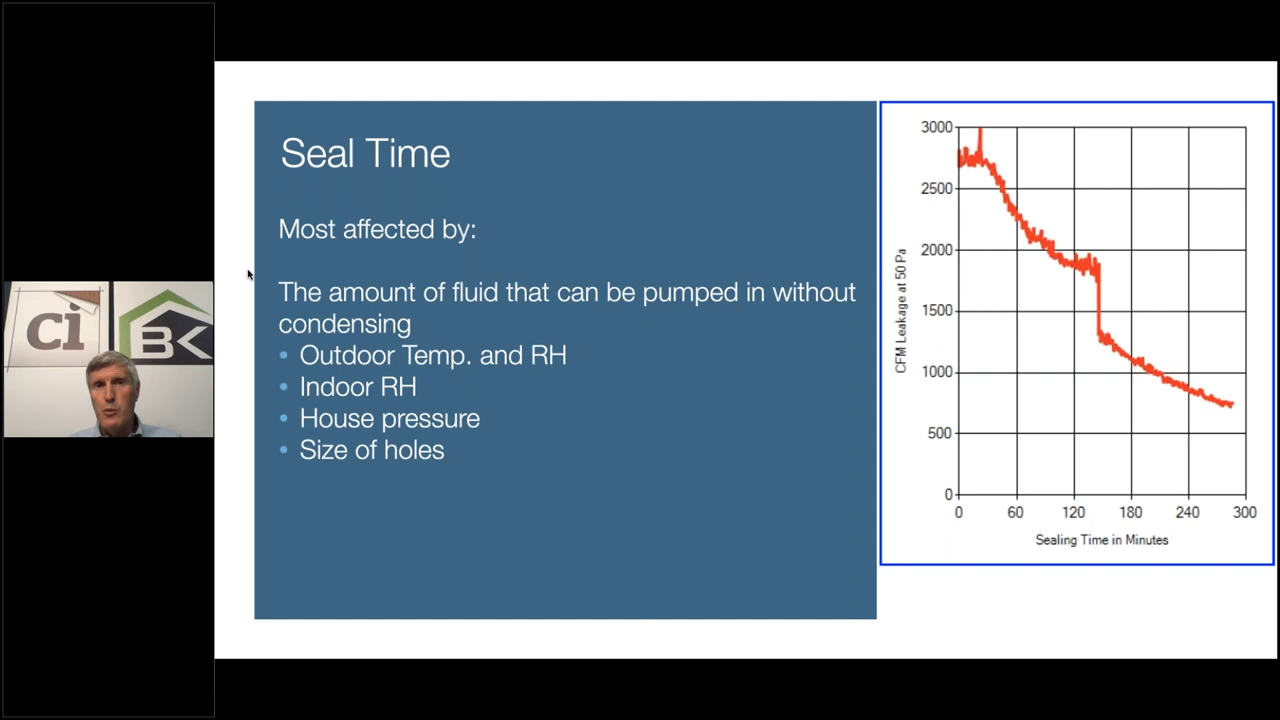 ci
BK
Seal Time
Most affected by:
The amount of fluid that can be pumped in without
condensing
• Outdoor Temp. and RH
• Indoor RH
• House pressure
• Size of holes
CFM Leakage at 50 Pa
3000
2500
2000
1500
1000
500
0
0 60 120 180 240 300
Sealing Time in Minutes